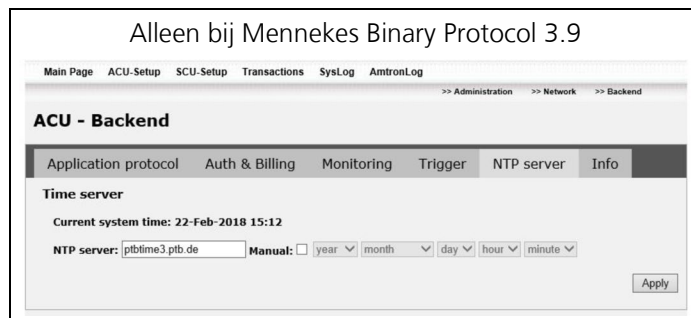 Alleen bij Mennekes Binary Protocol 3.9
Main Page ACU-Setup SCU-Setup Transactions SysLog AmtronLog
>> Administration >> Network >> Backend
ACU - Backend
Application protocol Auth & Billing Monitoring Trigger NTP server Info
Time server
Current system time: 22-Feb-2018 15:12
NTP server: ptbtime3.ptb.de Manual: year month day hour minute
Apply